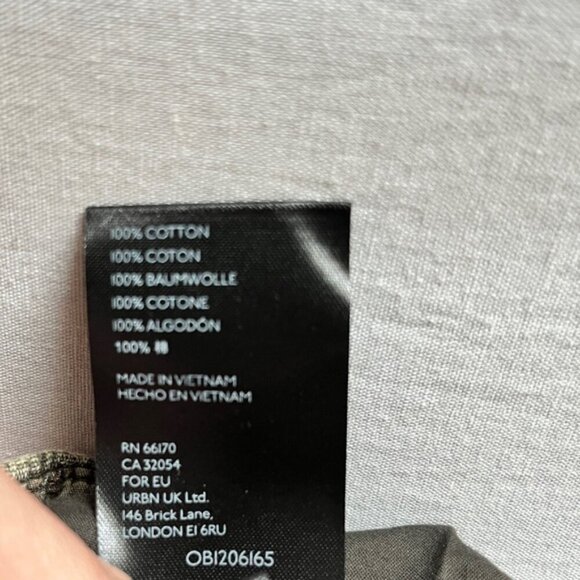 100% COTTON
100% COTON
100% BAUMWOLLE
100% COTONE
100% ALGODÓN
100% 棉
MADE IN VIETNAM
HECHO EN VIETNAM
RN 66170
CA 32054
FOR EU
URBN UK Ltd.
146 Brick Lane,
LONDON E1 6RU
OB1206165